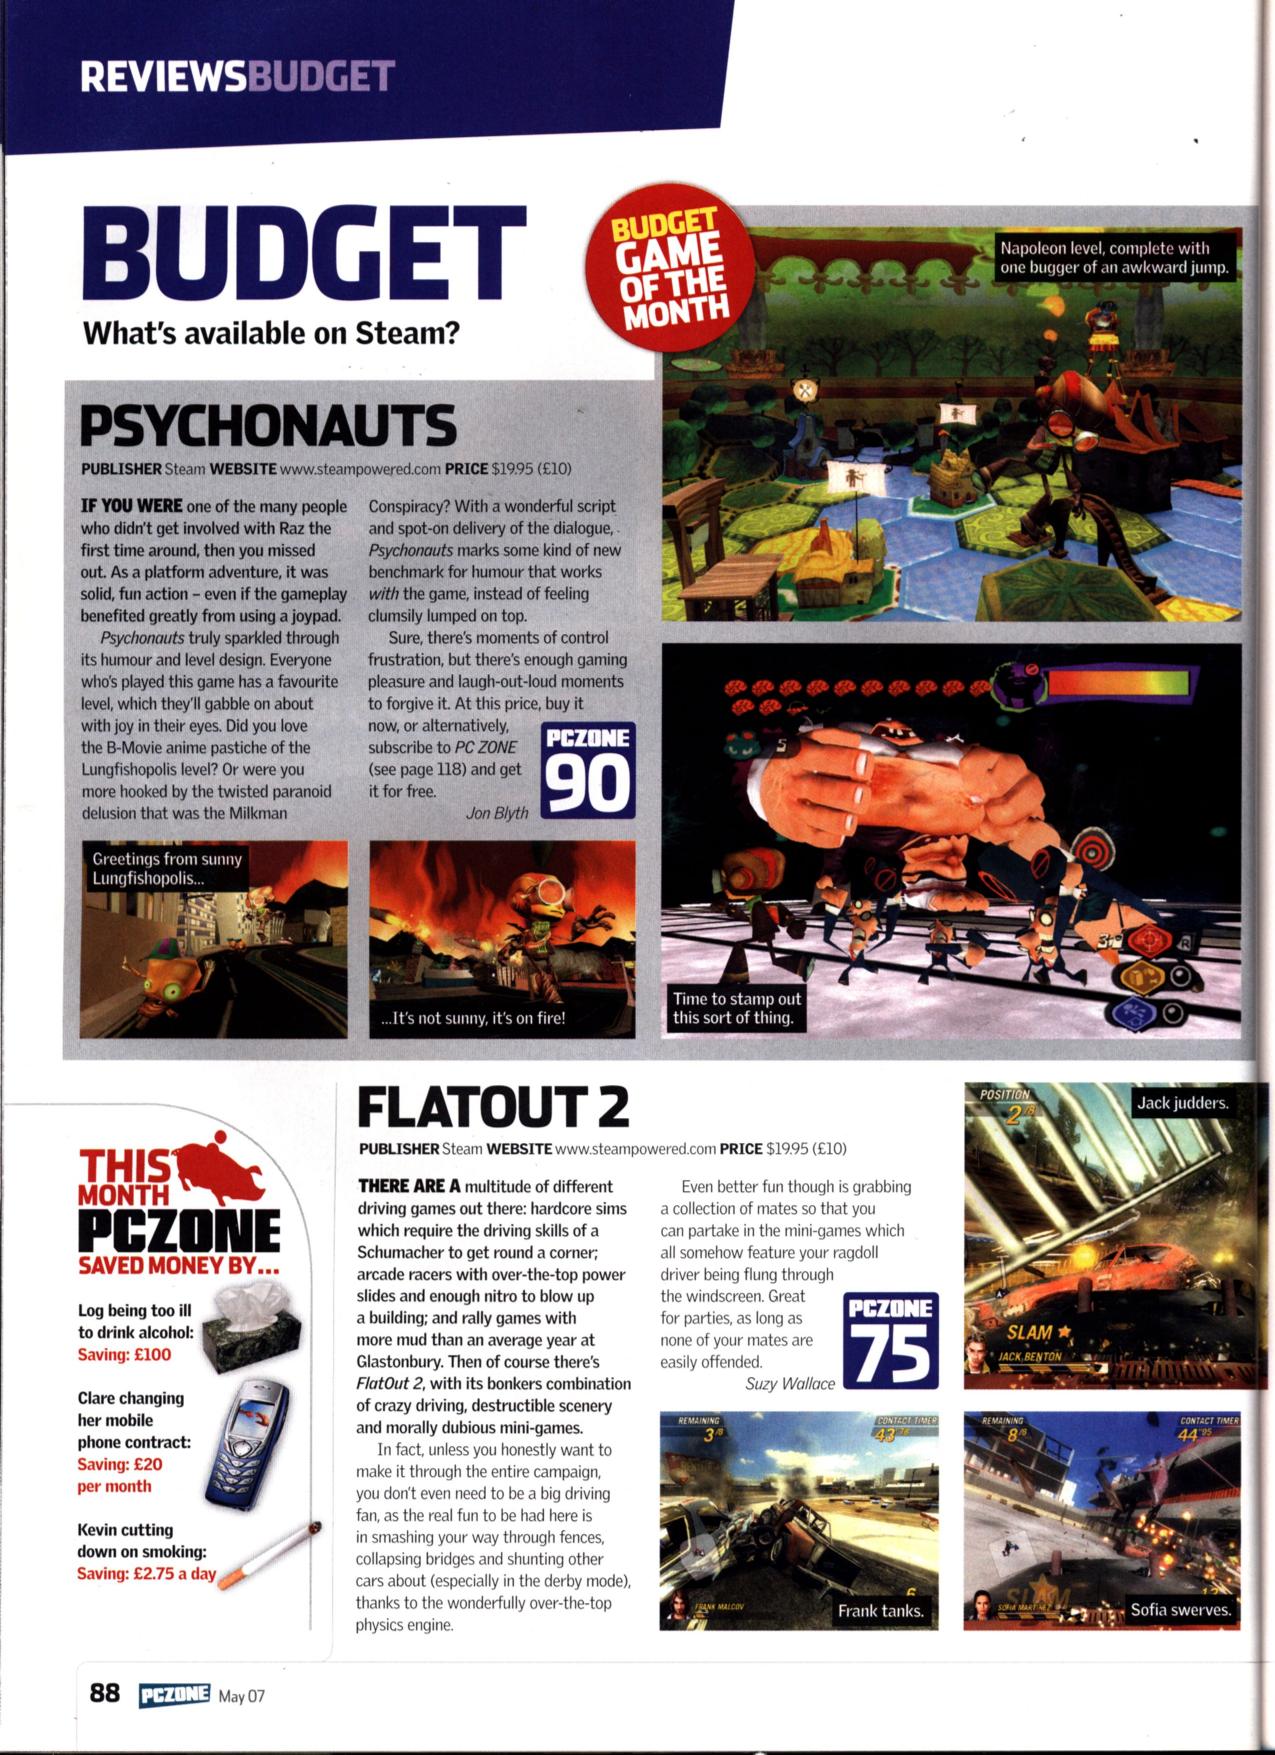 REVIEWSBUDGET
BUDGET
What's available on Steam?
BUDGET
GAME
OF THE
MONTH
Napoleon level, complete with
one bugger of an awkward jump.
PSYCHONAUTS
PUBLISHER Steam WEBSITE www.steampowered.com PRICE $19.95 (£10)
IF YOU WERE one of the many people
who didn't get involved with Raz the
first time around, then you missed
out. As a platform adventure, it was
solid, fun action – even if the gameplay
benefited greatly from using a joypad.
Psychonauts truly sparkled through
its humour and level design. Everyone
who's played this game has a favourite
level, which they'll gabble on about
with joy in their eyes. Did you love
the B-Movie anime pastiche of the
Lungfishopolis level? Or were you
more hooked by the twisted paranoid
delusion that was the Milkman
Conspiracy? With a wonderful script
and spot-on delivery of the dialogue,
Psychonauts marks some kind of new
benchmark for humour that works
with the game, instead of feeling
clumsily lumped on top.
Sure, there's moments of control
frustration, but there's enough gaming
pleasure and laugh-out-loud moments
to forgive it. At this price, buy it
now, or alternatively,
subscribe to PC ZONE
(see page 118) and get
it for free.
Jon Blyth
PCZONE
90
Greetings from sunny
Lungfishopolis...
...It's not sunny, it's on fire!
Time to stamp out
this sort of thing.
R
THIS
MONTH
PCZONE
SAVED MONEY BY...
Log being too ill
to drink alcohol:
Saving: £100
Clare changing
her mobile
phone contract:
Saving: £20
per month
Kevin cutting
down on smoking:
Saving: £2.75 a day
FLATOUT 2
PUBLISHER Steam WEBSITE www.steampowered.com PRICE $19.95 (£10)
THERE ARE A multitude of different
driving games out there: hardcore sims
which require the driving skills of a
Schumacher to get round a corner;
arcade racers with over-the-top power
slides and enough nitro to blow up
a building; and rally games with
more mud than an average year at
Glastonbury. Then of course there's
FlatOut 2, with its bonkers combination
of crazy driving, destructible scenery
and morally dubious mini-games.
In fact, unless you honestly want to
make it through the entire campaign,
you don't even need to be a big driving
fan, as the real fun to be had here is
in smashing your way through fences,
collapsing bridges and shunting other
cars about (especially in the derby mode),
thanks to the wonderfully over-the-top
physics engine.
Even better fun though is grabbing
a collection of mates so that you
can partake in the mini-games which
all somehow feature your ragdoll
driver being flung through
the windscreen. Great
for parties, as long as
none of your mates are
easily offended.
Suzy Wallace
PCZONE
75
POSITION
2/8
Jack judders.
SLAM
JACK BENTON
REMAINING
3/8
CONTACT TIMER
43
FRANK MALCOV
6
Frank tanks.
REMAINING
8/8
CONTACT TIMER
44"95
SLAM
SOFIA MARTINEZ
Sofia swerves.
88 PCZONE May 07